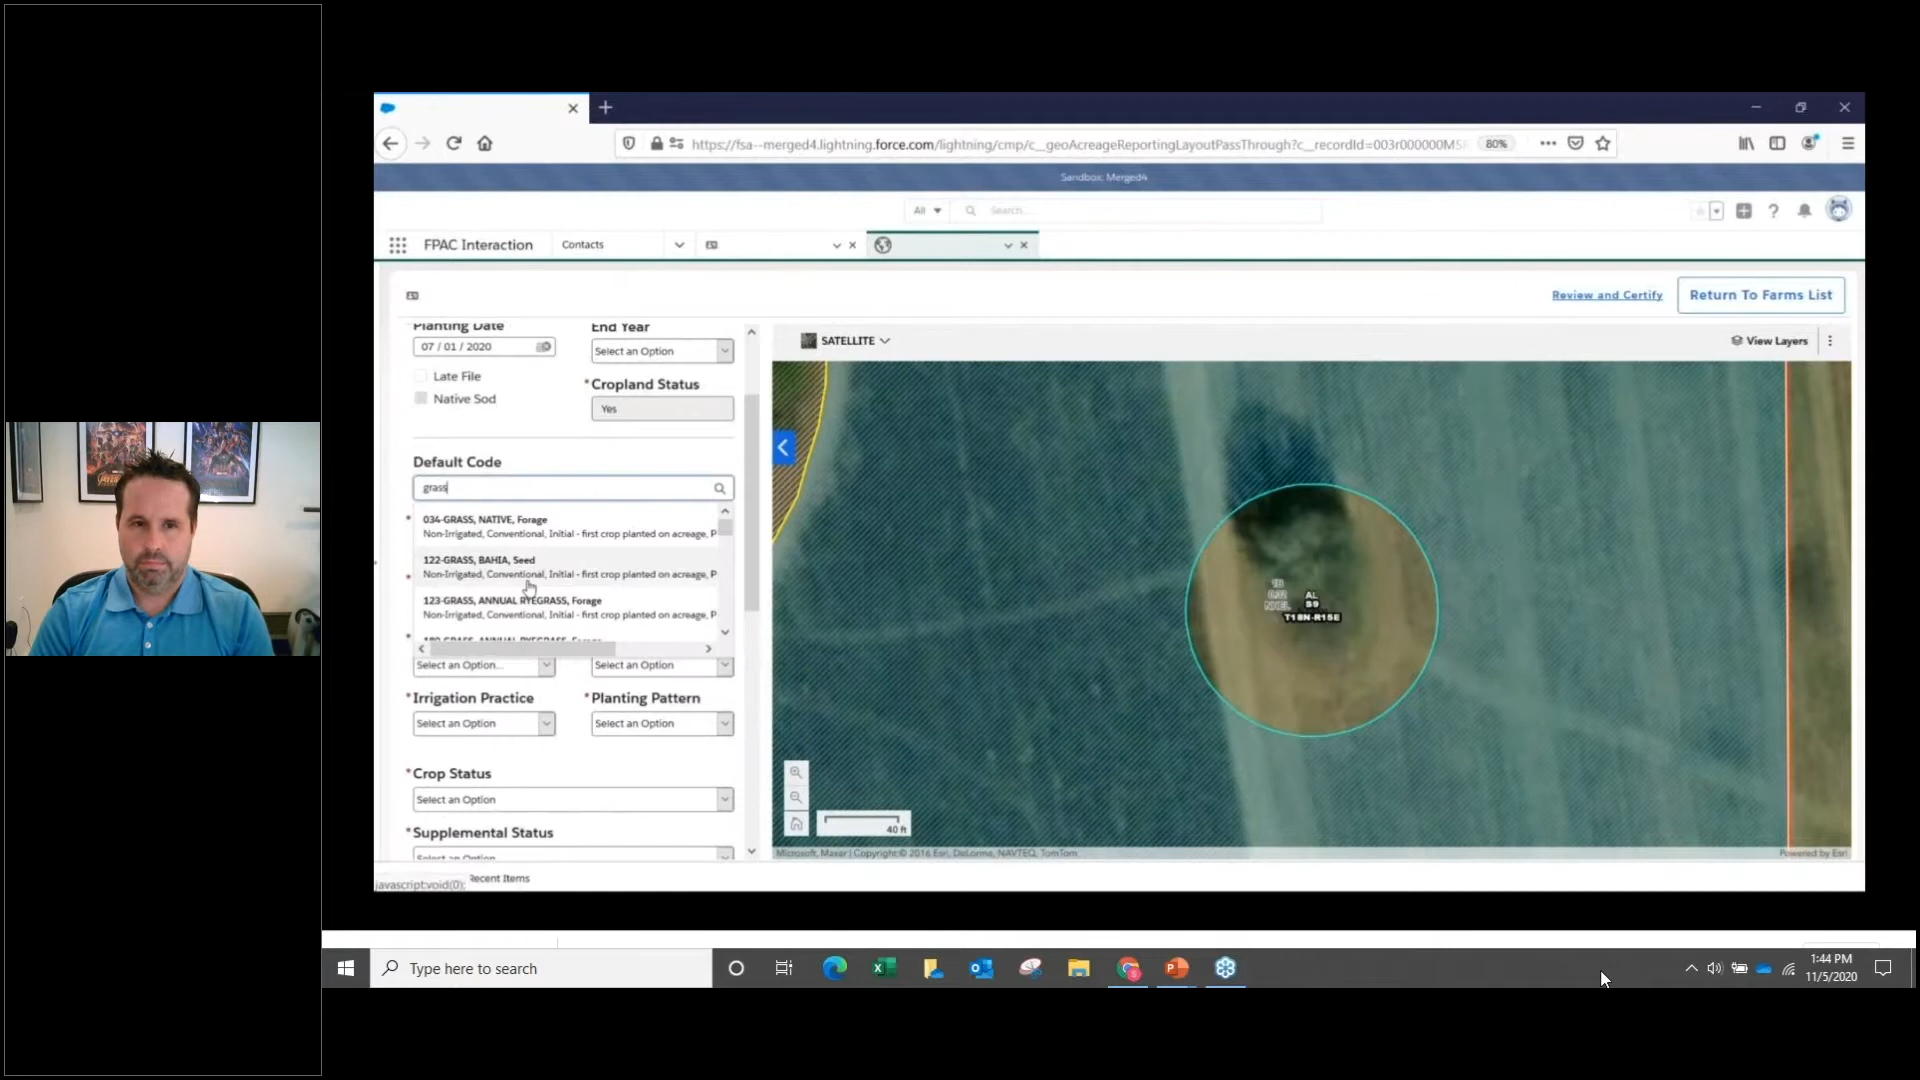 https://fsa--merged4.lightning.force.com/lightning/cmp/c__geoAcreageReportingLayoutPassThrough?c__recordId=003r000000M5
80%
Sandbox: Merged4
All
Search...
FPAC Interaction
Contacts
Review and Certify
Return To Farms List
Planting Date
End Year
07 / 01 / 2020
Select an Option
Late File
*Cropland Status
Native Sod
Yes
Default Code
grass
034-GRASS, NATIVE, Forage
Non-Irrigated, Conventional, Initial - first crop planted on acreage, P
122-GRASS, BAHIA, Seed
Non-Irrigated, Conventional, Initial - first crop planted on acreage, P
123-GRASS, ANNUAL RYEGRASS, Forage
Non-Irrigated, Conventional, Initial - first crop planted on acreage, P
Select an Option...
Select an Option
*Irrigation Practice
*Planting Pattern
Select an Option
Select an Option
*Crop Status
Select an Option
*Supplemental Status
Select an Option
SATELLITE
View Layers
AL
S9
T18N-R15E
40 ft
Microsoft, Maxar | Copyright:© 2016 Esri, DeLorme, NAVTEQ, TomTom
Powered by Esri
javascript:void(0);
Recent Items
Type here to search
1:44 PM
11/5/2020